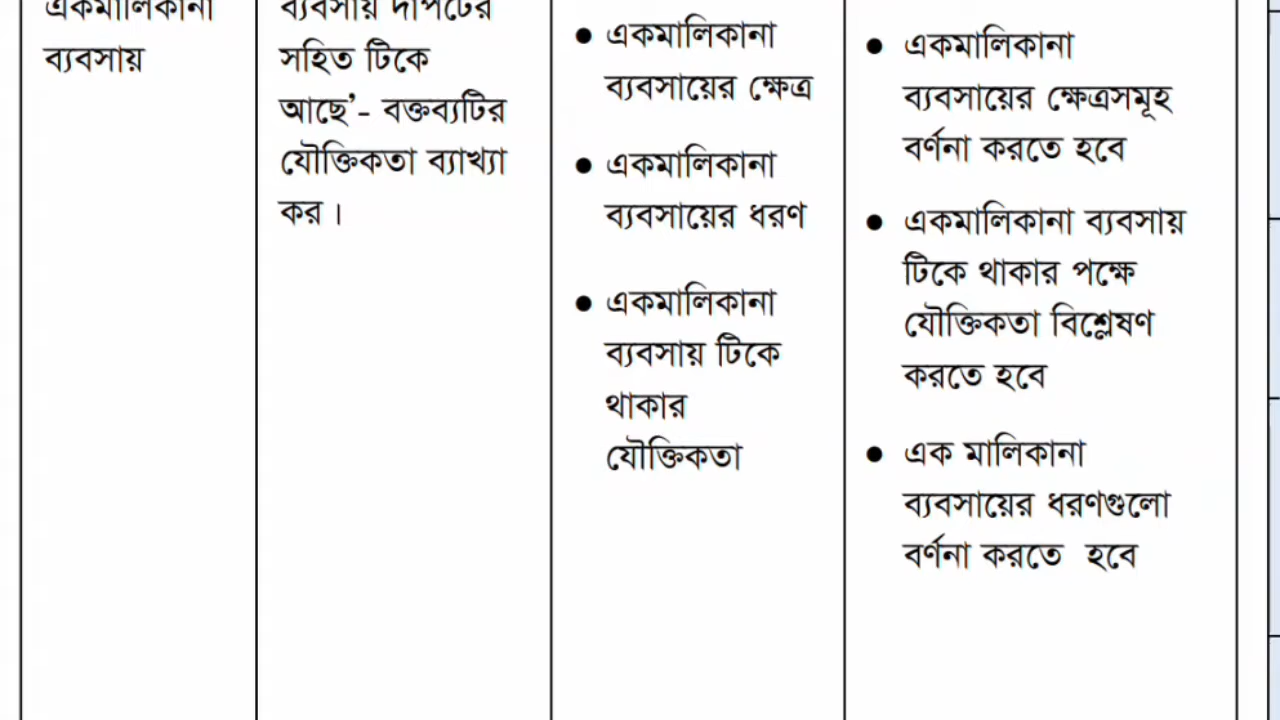 একমালিকানা
ব্যবসায়
ব্যবসায় দাপটের
সহিত টিকে
আছে’- বক্তব্যটির
যৌক্তিকতা ব্যাখ্যা
কর।
● একমালিকানা
ব্যবসায়ের ক্ষেত্র
● একমালিকানা
ব্যবসায়ের ধরণ
● একমালিকানা
ব্যবসায় টিকে
থাকার
যৌক্তিকতা
● একমালিকানা
ব্যবসায়ের ক্ষেত্রসমূহ
বর্ণনা করতে হবে
● একমালিকানা ব্যবসায়
টিকে থাকার পক্ষে
যৌক্তিকতা বিশ্লেষণ
করতে হবে
● এক মালিকানা
ব্যবসায়ের ধরণগুলো
বর্ণনা করতে হবে